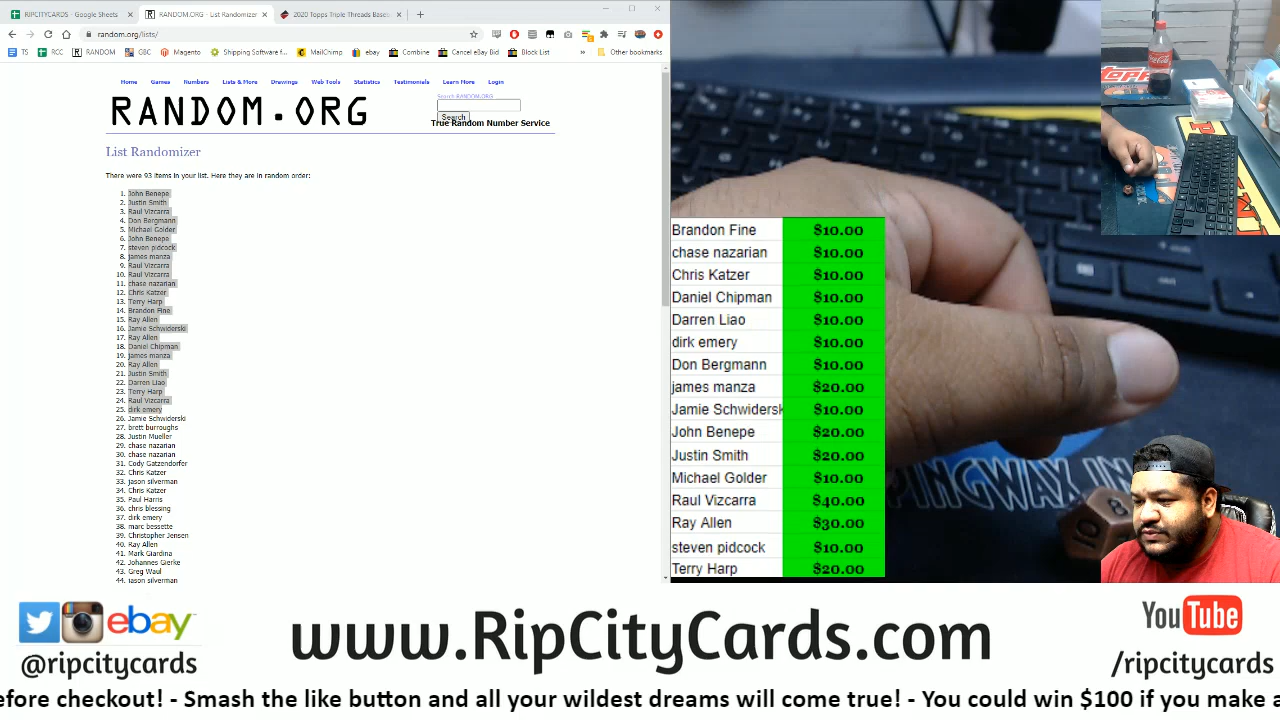 RIPCITYCARDS - Google Sheets
RANDOM.ORG - List Randomizer
2020 Topps Triple Threads Baseb
random.org/lists/
TS RCC RANDOM GBC Magento Shipping Software f... MailChimp ebay Combine Cancel eBay Bid Block List » Other bookmarks
Home Games Numbers Lists & More Drawings Web Tools Statistics Testimonials Learn More Login
RANDOM.ORG
Search RANDOM.ORG
Search
True Random Number Service
List Randomizer
There were 93 items in your list. Here they are in random order:
1. John Benepe
2. Justin Smith
3. Raul Vizcarra
4. Don Bergmann
5. Michael Golder
6. John Benepe
7. steven pidcock
8. james manza
9. Raul Vizcarra
10. Raul Vizcarra
11. chase nazarian
12. Chris Katzer
13. Terry Harp
14. Brandon Fine
15. Ray Allen
16. Jamie Schwiderski
17. Ray Allen
18. Daniel Chipman
19. james manza
20. Ray Allen
21. Justin Smith
22. Darren Liao
23. Terry Harp
24. Raul Vizcarra
25. dirk emery
26. Jamie Schwiderski
27. brett burroughs
28. Justin Mueller
29. chase nazarian
30. chase nazarian
31. Cody Gatzendorfer
32. Chris Katzer
33. jason silverman
34. Chris Katzer
35. Paul Harris
36. chris blessing
37. dirk emery
38. marc bessette
39. Christopher Jensen
40. Ray Allen
41. Mark Giardina
42. Johannes Gierke
43. Greg Waul
44. jason silverman
Brandon Fine $10.00
chase nazarian $10.00
Chris Katzer $10.00
Daniel Chipman $10.00
Darren Liao $10.00
dirk emery $10.00
Don Bergmann $10.00
james manza $20.00
Jamie Schwidersk $10.00
John Benepe $20.00
Justin Smith $20.00
Michael Golder $10.00
Raul Vizcarra $40.00
Ray Allen $30.00
steven pidcock $10.00
Terry Harp $20.00
PINGWAX IN
10 8
TOPPS
Coca-Cola
ebay
@ripcitycards
www.RipCityCards.com
YouTube
/ripcitycards
efore checkout! - Smash the like button and all your wildest dreams will come true! - You could win $100 if you make a